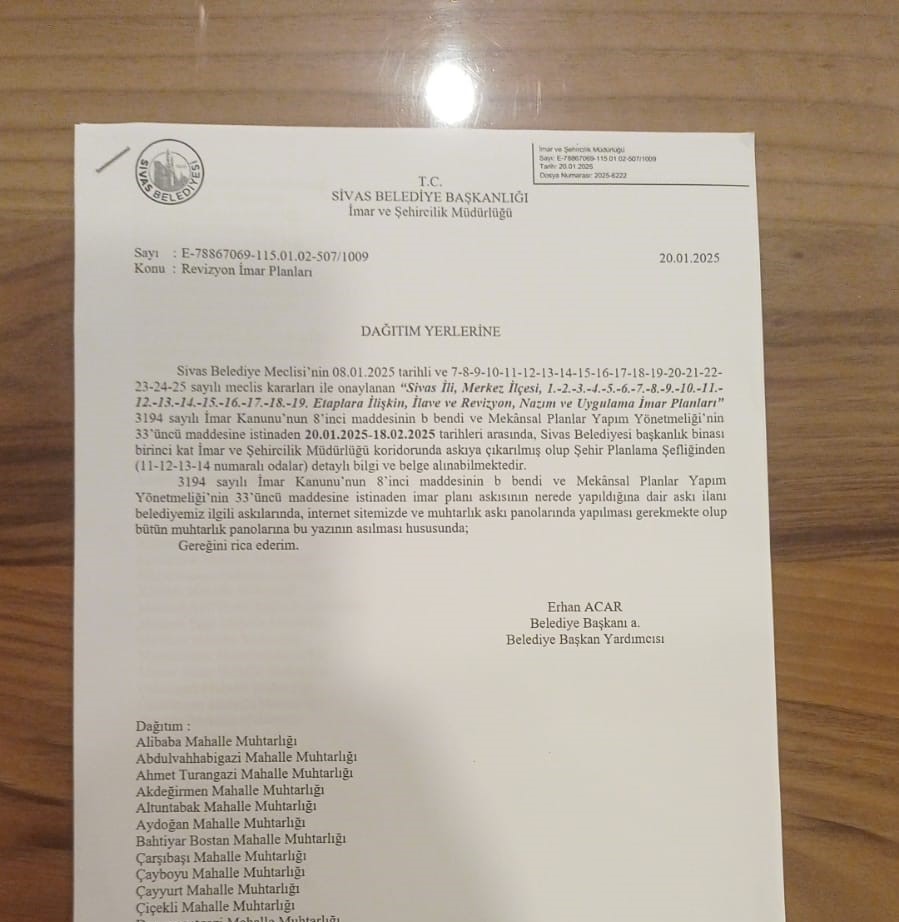 SİVAS BELEDİYESİ
İmar ve Şehircilik Müdürlüğü
Sayı: E-78867069-115.01.02-507/1009
Tarih: 20.01.2025
Dosya Numarası: 2025-6222
T.C.
SİVAS BELEDİYE BAŞKANLIĞI
İmar ve Şehircilik Müdürlüğü
Sayı : E-78867069-115.01.02-507/1009
20.01.2025
Konu : Revizyon İmar Planları
DAĞITIM YERLERİNE
Sivas Belediye Meclisi’nin 08.01.2025 tarihli ve 7-8-9-10-11-12-13-14-15-16-17-18-19-20-21-22-
23-24-25 sayılı meclis kararları ile onaylanan “Sivas İli, Merkez İlçesi, 1.-2.-3.-4.-5.-6.-7.-8.-9.-10.-11.-
12.-13.-14.-15.-16.-17.-18.-19. Etaplara İlişkin, İlave ve Revizyon, Nazım ve Uygulama İmar Planları”
3194 sayılı İmar Kanunu’nun 8’inci maddesinin b bendi ve Mekânsal Planlar Yapım Yönetmeliği’nin
33’üncü maddesine istinaden 20.01.2025-18.02.2025 tarihleri arasında, Sivas Belediyesi başkanlık binası
birinci kat İmar ve Şehircilik Müdürlüğü koridorunda askıya çıkarılmış olup Şehir Planlama Şefliğinden
(11-12-13-14 numaralı odalar) detaylı bilgi ve belge alınabilmektedir.
3194 sayılı İmar Kanunu’nun 8’inci maddesinin b bendi ve Mekânsal Planlar Yapım
Yönetmeliği’nin 33’üncü maddesine istinaden imar planı askısının nerede yapıldığına dair askı ilanı
belediyemiz ilgili askılarında, internet sitemizde ve muhtarlık askı panolarında yapılması gerekmekte olup
bütün muhtarlık panolarına bu yazının asılması hususunda;
Gereğini rica ederim.
Erhan ACAR
Belediye Başkanı a.
Belediye Başkan Yardımcısı
Dağıtım :
Alibaba Mahalle Muhtarlığı
Abdulvahhabigazi Mahalle Muhtarlığı
Ahmet Turangazi Mahalle Muhtarlığı
Akdeğirmen Mahalle Muhtarlığı
Altuntabak Mahalle Muhtarlığı
Aydoğan Mahalle Muhtarlığı
Bahtiyar Bostan Mahalle Muhtarlığı
Çarşıbaşı Mahalle Muhtarlığı
Çayboyu Mahalle Muhtarlığı
Çayyurt Mahalle Muhtarlığı
Çiçekli Mahalle Muhtarlığı
Mahalle Muhtarlığı